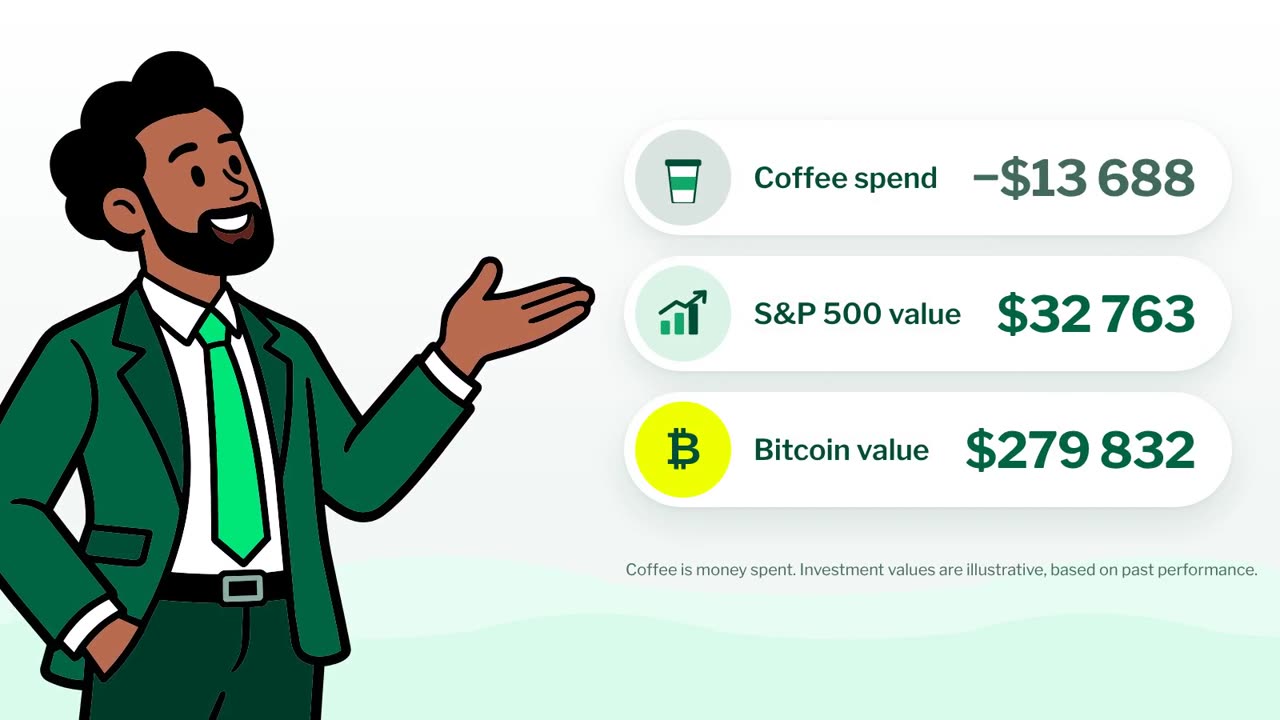 Coffee spend −$13 688
S&P 500 value $32 763
Bitcoin value $279 832
Coffee is money spent. Investment values are illustrative, based on past performance.